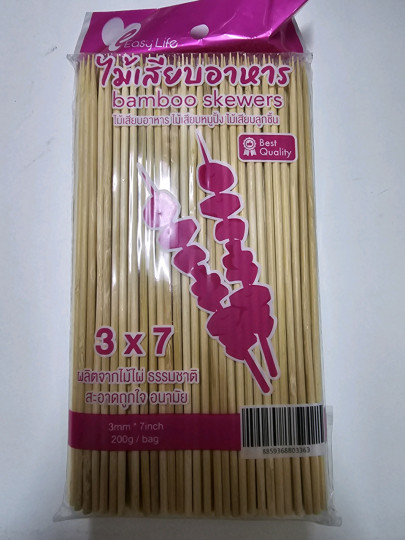 Easy Life
ไม้เสียบอาหาร
bamboo skewers
ไม้เสียบอาหาร ไม้เสียบหมูปิ้ง ไม้เสียบลูกชิ้น
Best
Quality
3 x 7
ผลิตจากไม้ไผ่ ธรรมชาติ
สะอาดถูกใจ อนามัย
3mm * 7inch
200g / bag
8859368903363